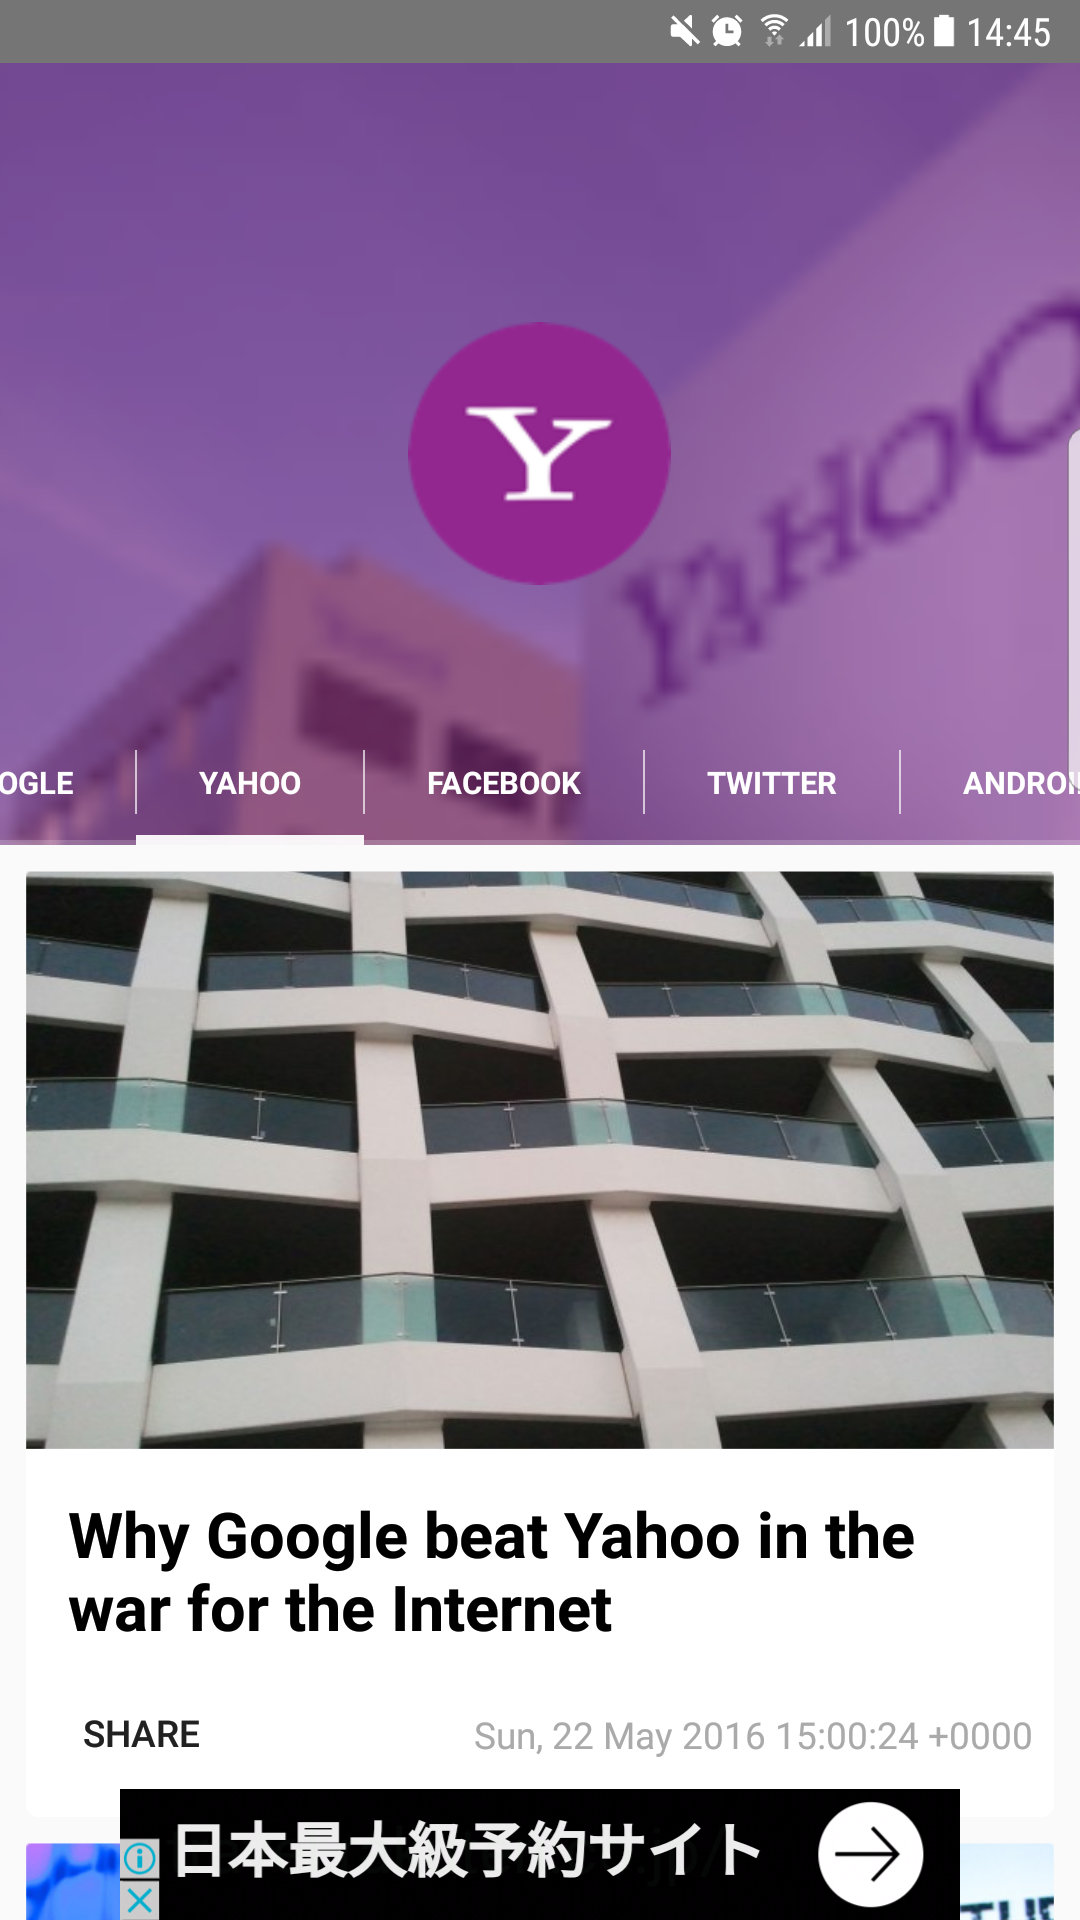 100% 14:45
YAHOO
Y
OGLE YAHOO FACEBOOK TWITTER ANDROI
Why Google beat Yahoo in the
war for the Internet
SHARE Sun, 22 May 2016 15:00:24 +0000
日本最大級予約サイト